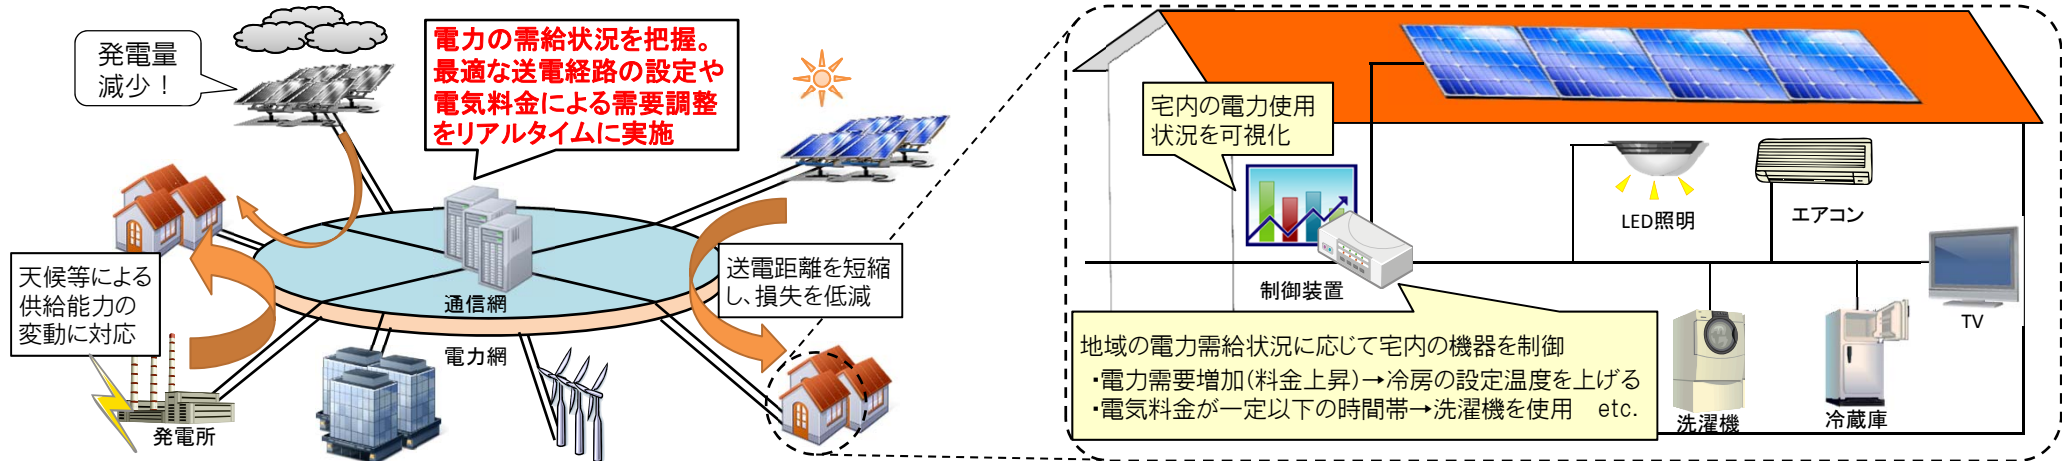 発電量
減少！
電力の需給状況を把握。
最適な送電経路の設定や
電気料金による需要調整
をリアルタイムに実施
天候等による
供給能力の
変動に対応
発電所
通信網
電力網
送電距離を短縮
し、損失を低減
宅内の電力使用
状況を可視化
制御装置
LED照明
エアコン
TV
地域の電力需給状況に応じて宅内の機器を制御
・電力需要増加(料金上昇)→冷房の設定温度を上げる
・電気料金が一定以下の時間帯→洗濯機を使用　etc.
洗濯機
冷蔵庫